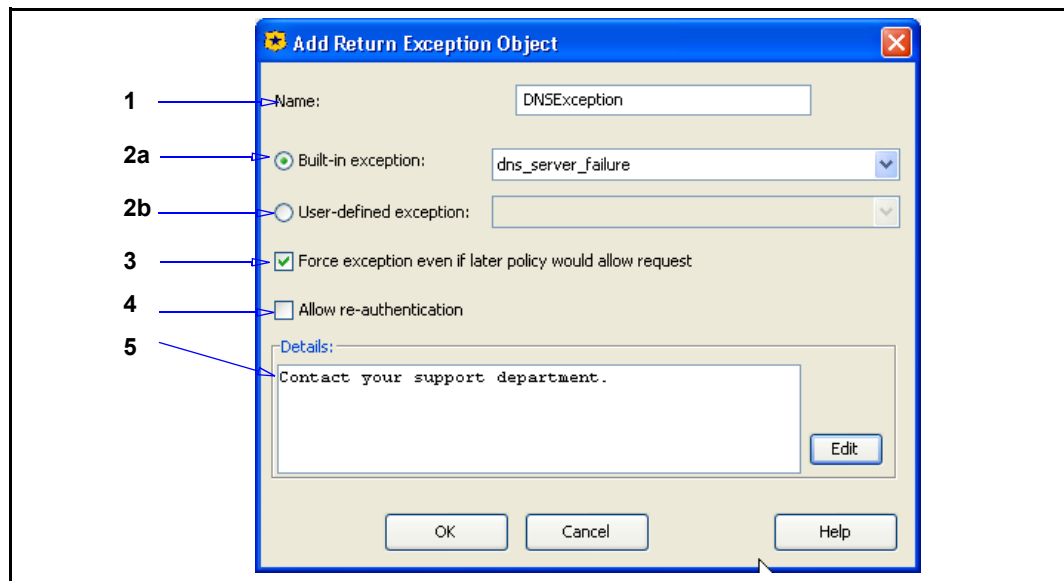 Add Return Exception Object
1 Name: DNSException
2a Built-in exception: dns_server_failure
2b User-defined exception:
3 Force exception even if later policy would allow request
4 Allow re-authentication
5 Details:
Contact your support department.
Edit
OK Cancel Help